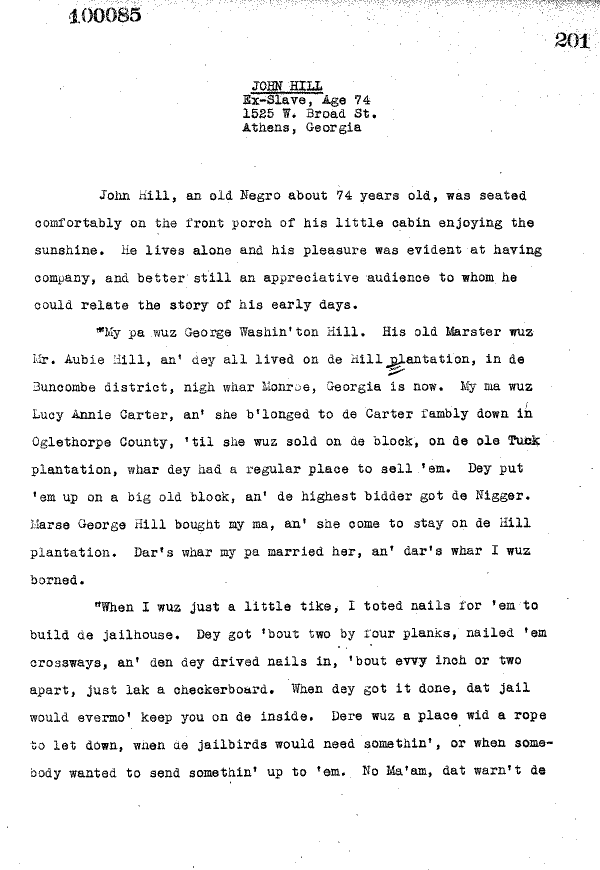 100085
201
JOHN HILL
Ex-Slave, Age 74
1525 W. Broad St.
Athens, Georgia
John Hill, an old Negro about 74 years old, was seated
comfortably on the front porch of his little cabin enjoying the
sunshine. He lives alone and his pleasure was evident at having
company, and better still an appreciative audience to whom he
could relate the story of his early days.
"My pa wuz George Washin'ton Hill. His old Marster wuz
Mr. Aubie Hill, an' dey all lived on de Hill plantation, in de
Buncombe district, nigh whar Monroe, Georgia is now. My ma wuz
Lucy Annie Carter, an' she b'longed to de Carter fambly down in
Oglethorpe County, 'til she wuz sold on de block, on de ole Tuck
plantation, whar dey had a regular place to sell 'em. Dey put
'em up on a big old block, an' de highest bidder got de Nigger.
Marse George Hill bought my ma, an' she come to stay on de Hill
plantation. Dar's whar my pa married her, an' dar's whar I wuz
borned.
"When I wuz just a little tike, I toted nails for 'em to
build de jailhouse. Dey got 'bout two by four planks, nailed 'em
crossways, an' den dey drived nails in, 'bout evvy inch or two
apart, just lak a checkerboard. When dey got it done, dat jail
would evermo' keep you on de inside. Dere wuz a place wid a rope
to let down, when de jailbirds would need somethin', or when some-
body wanted to send somethin' up to 'em. No Ma'am, dat warn't de